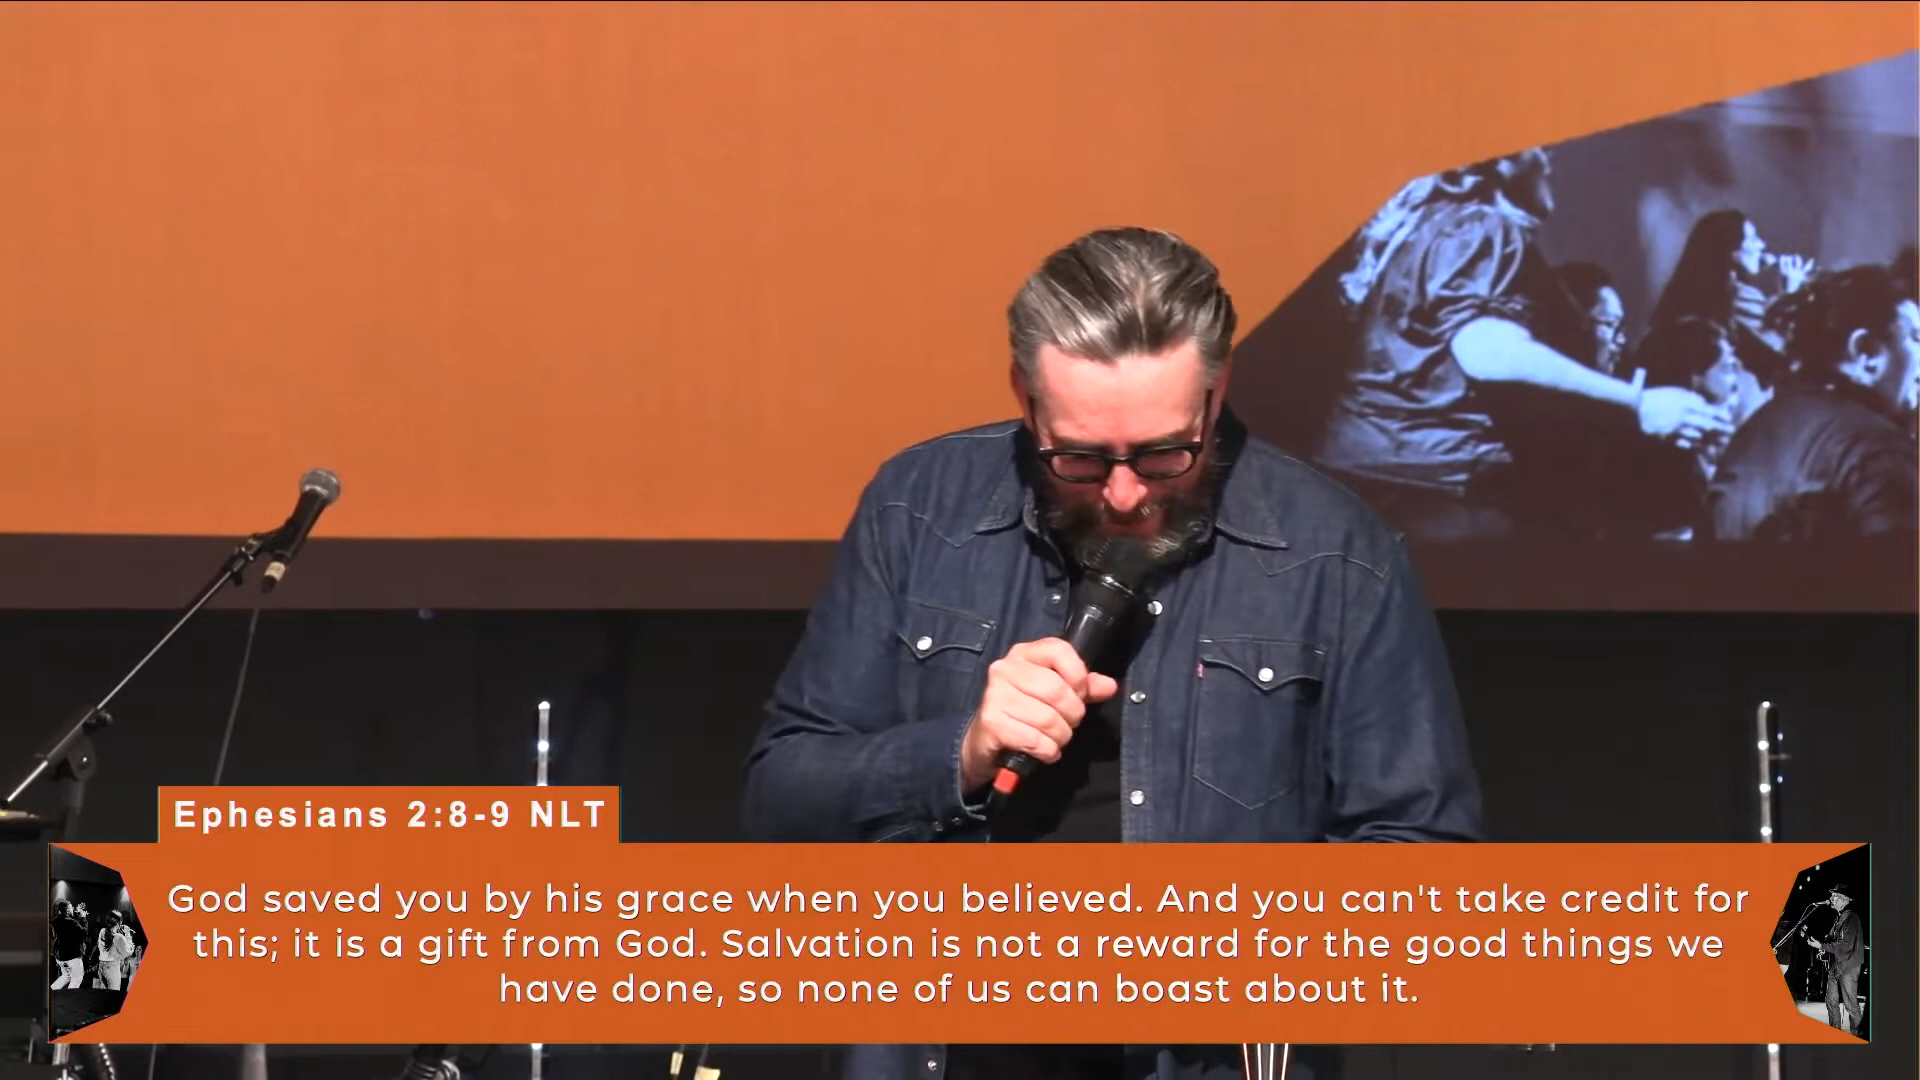 Ephesians 2:8-9 NLT
God saved you by his grace when you believed. And you can't take credit for
this; it is a gift from God. Salvation is not a reward for the good things we
have done, so none of us can boast about it.